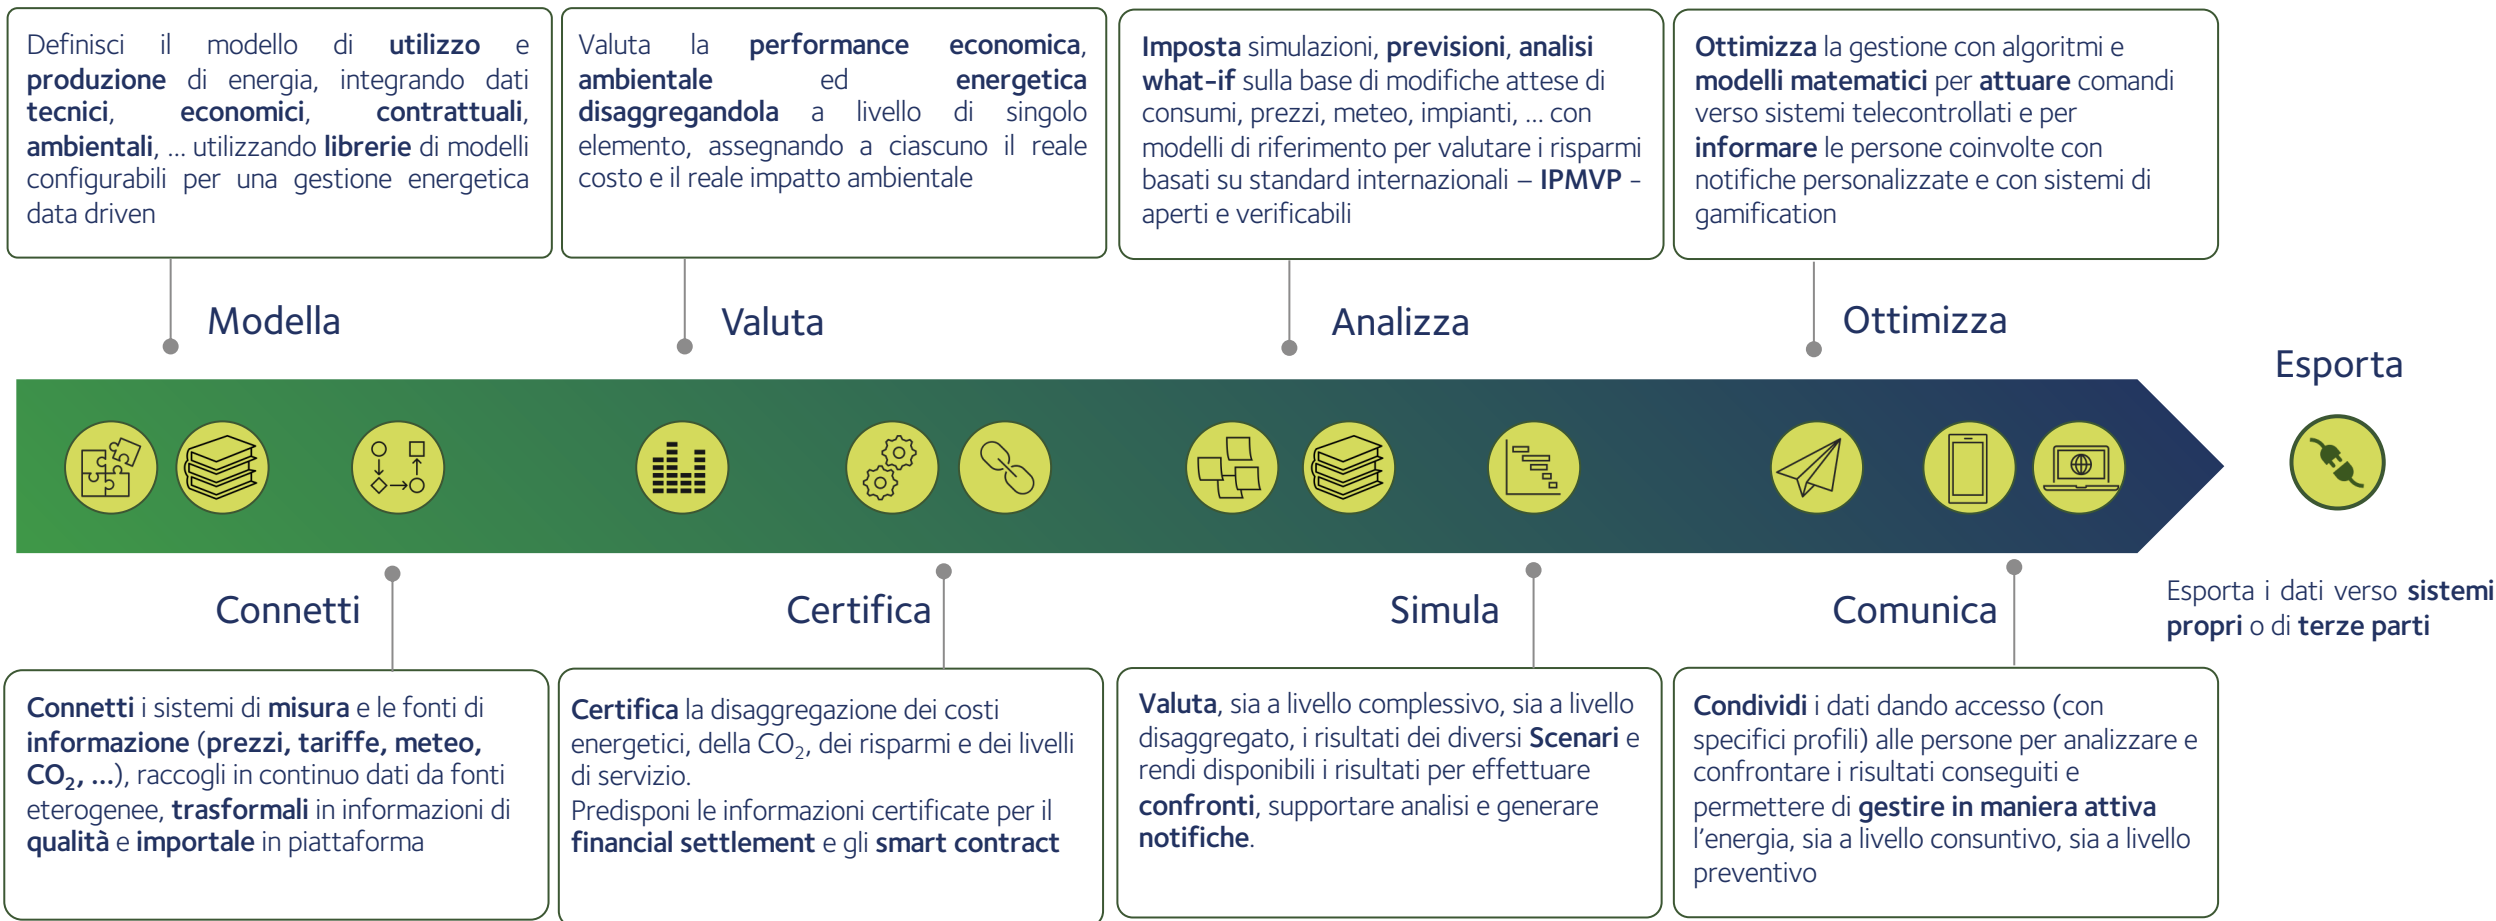 Definisci il modello di utilizzo e
produzione di energia, integrando dati
tecnici, economici, contrattuali,
ambientali, ... utilizzando librerie di modelli
configurabili per una gestione energetica
data driven
Valuta la performance economica,
ambientale ed energetica
disaggregandola a livello di singolo
elemento, assegnando a ciascuno il reale
costo e il reale impatto ambientale
Imposta simulazioni, previsioni, analisi
what-if sulla base di modifiche attese di
consumi, prezzi, meteo, impianti, ... con
modelli di riferimento per valutare i risparmi
basati su standard internazionali – IPMVP -
aperti e verificabili
Ottimizza la gestione con algoritmi e
modelli matematici per attuare comandi
verso sistemi telecontrollati e per
informare le persone coinvolte con
notifiche personalizzate e con sistemi di
gamification
Modella
Valuta
Analizza
Ottimizza
Esporta
Connetti
Certifica
Simula
Comunica
Esporta i dati verso sistemi
propri o di terze parti
Connetti i sistemi di misura e le fonti di
informazione (prezzi, tariffe, meteo,
CO₂, ...), raccogli in continuo dati da fonti
eterogenee, trasformali in informazioni di
qualità e importale in piattaforma
Certifica la disaggregazione dei costi
energetici, della CO₂, dei risparmi e dei livelli
di servizio.
Predisponi le informazioni certificate per il
financial settlement e gli smart contract
Valuta, sia a livello complessivo, sia a livello
disaggregato, i risultati dei diversi Scenari e
rendi disponibili i risultati per effettuare
confronti, supportare analisi e generare
notifiche.
Condividi i dati dando accesso (con
specifici profili) alle persone per analizzare e
confrontare i risultati conseguiti e
permettere di gestire in maniera attiva
l'energia, sia a livello consuntivo, sia a livello
preventivo